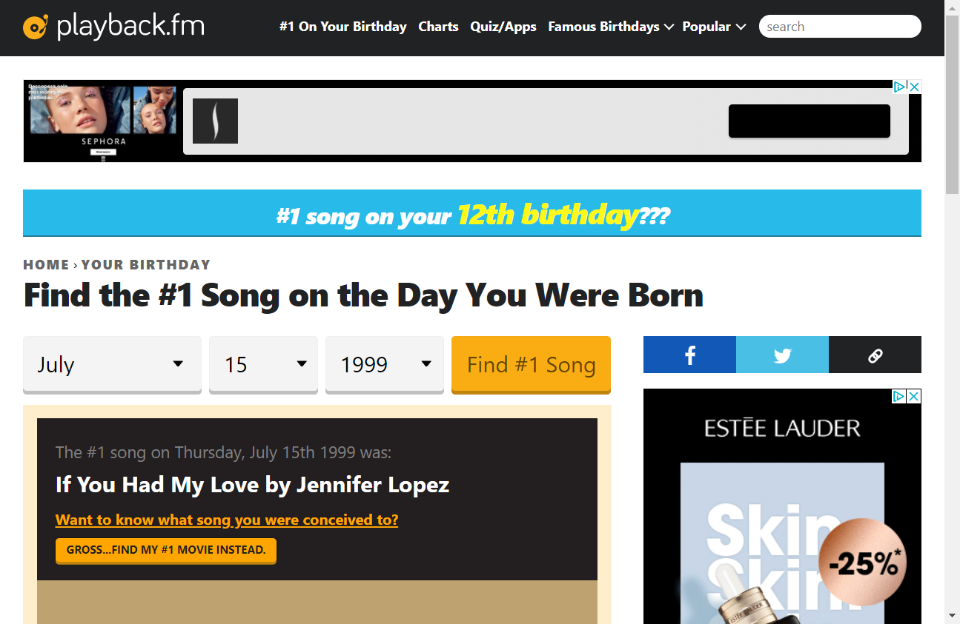 playback.fm
#1 On Your Birthday Charts Quiz/Apps Famous Birthdays Popular search
SEPHORA
#1 song on your 12th birthday???
HOME › YOUR BIRTHDAY
Find the #1 Song on the Day You Were Born
July 15 1999 Find #1 Song
The #1 song on Thursday, July 15th 1999 was:
If You Had My Love by Jennifer Lopez
Want to know what song you were conceived to?
GROSS...FIND MY #1 MOVIE INSTEAD.
ESTĒE LAUDER
Skin
Skin
-25%*